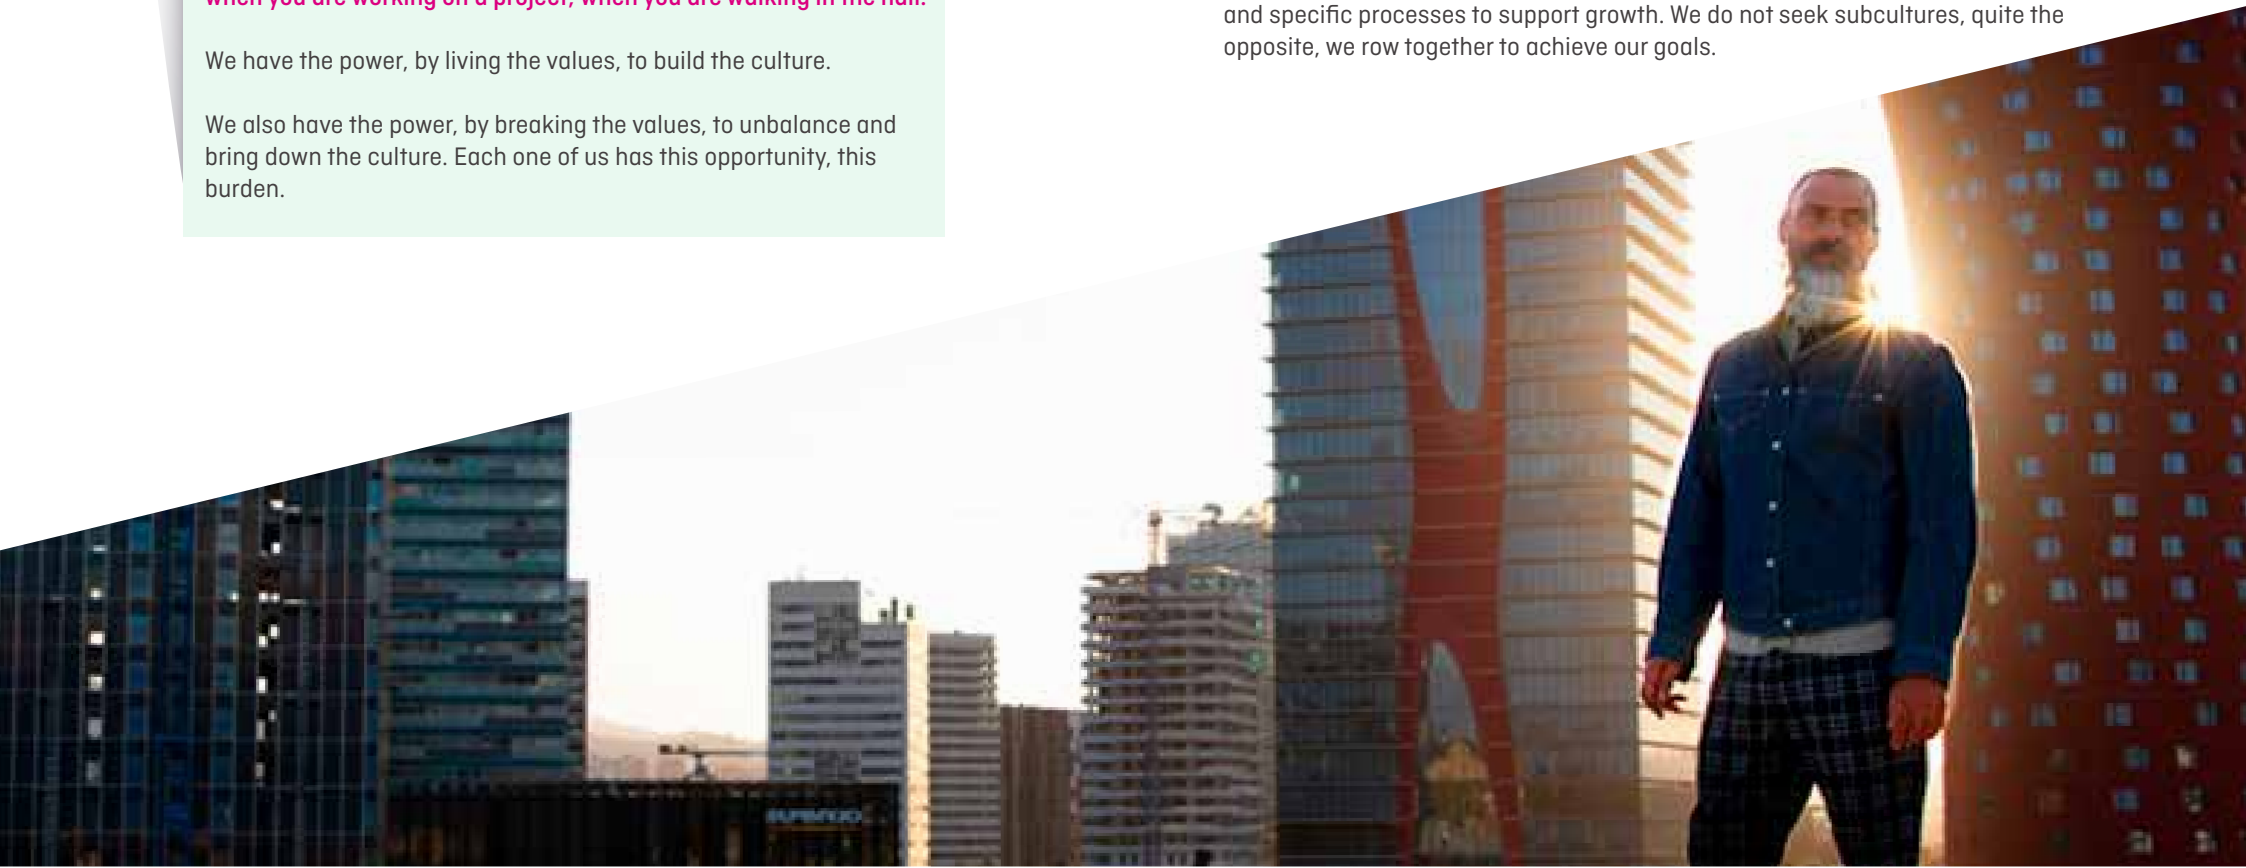 when you are working on a project, when you are walking in the hall.
We have the power, by living the values, to build the culture.
We also have the power, by breaking the values, to unbalance and
bring down the culture. Each one of us has this opportunity, this
burden.
and specific processes to support growth. We do not seek subcultures, quite the
opposite, we row together to achieve our goals.